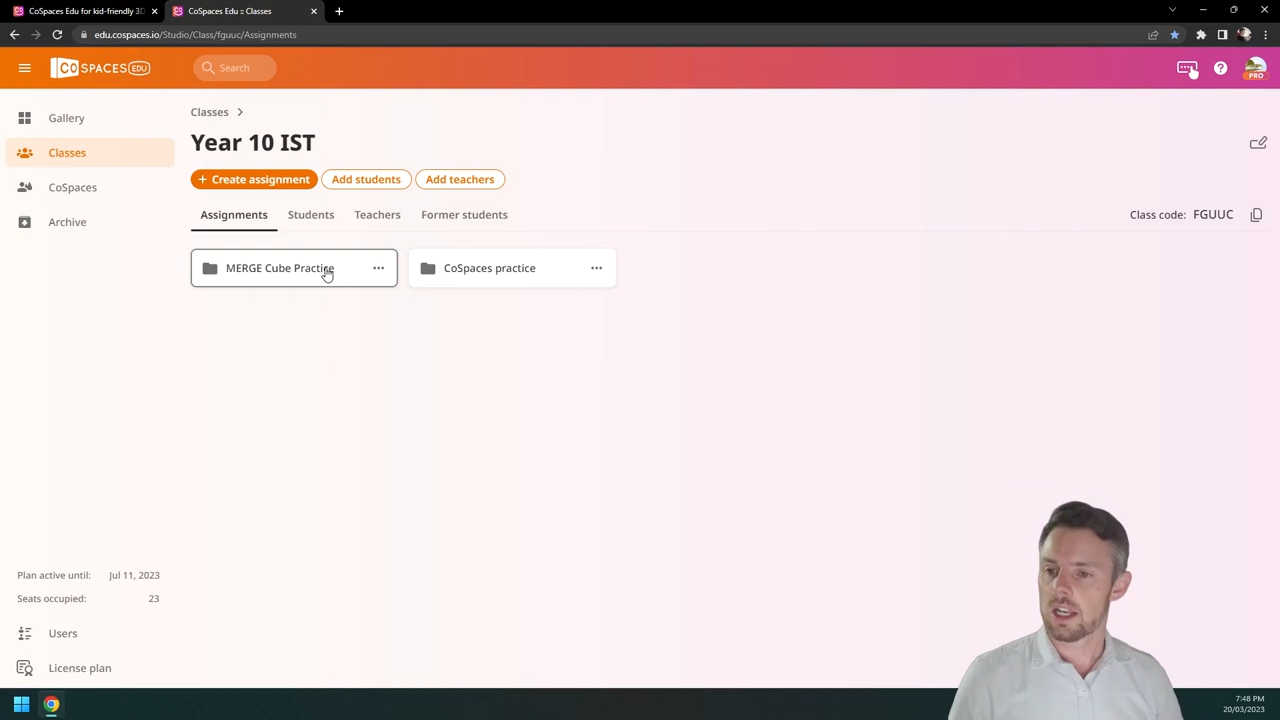 CoSpaces Edu for kid-friendly 3D
CoSpaces Edu :: Classes
edu.cospaces.io/Studio/Class/fguuc/Assignments
COSPACES EDU
Search
PRO
Gallery
Classes
CoSpaces
Archive
Classes
Year 10 IST
+ Create assignment
Add students
Add teachers
Assignments
Students
Teachers
Former students
Class code: FGUUC
MERGE Cube Practice
CoSpaces practice
Plan active until: Jul 11, 2023
Seats occupied: 23
Users
License plan
7:48 PM
20/03/2023